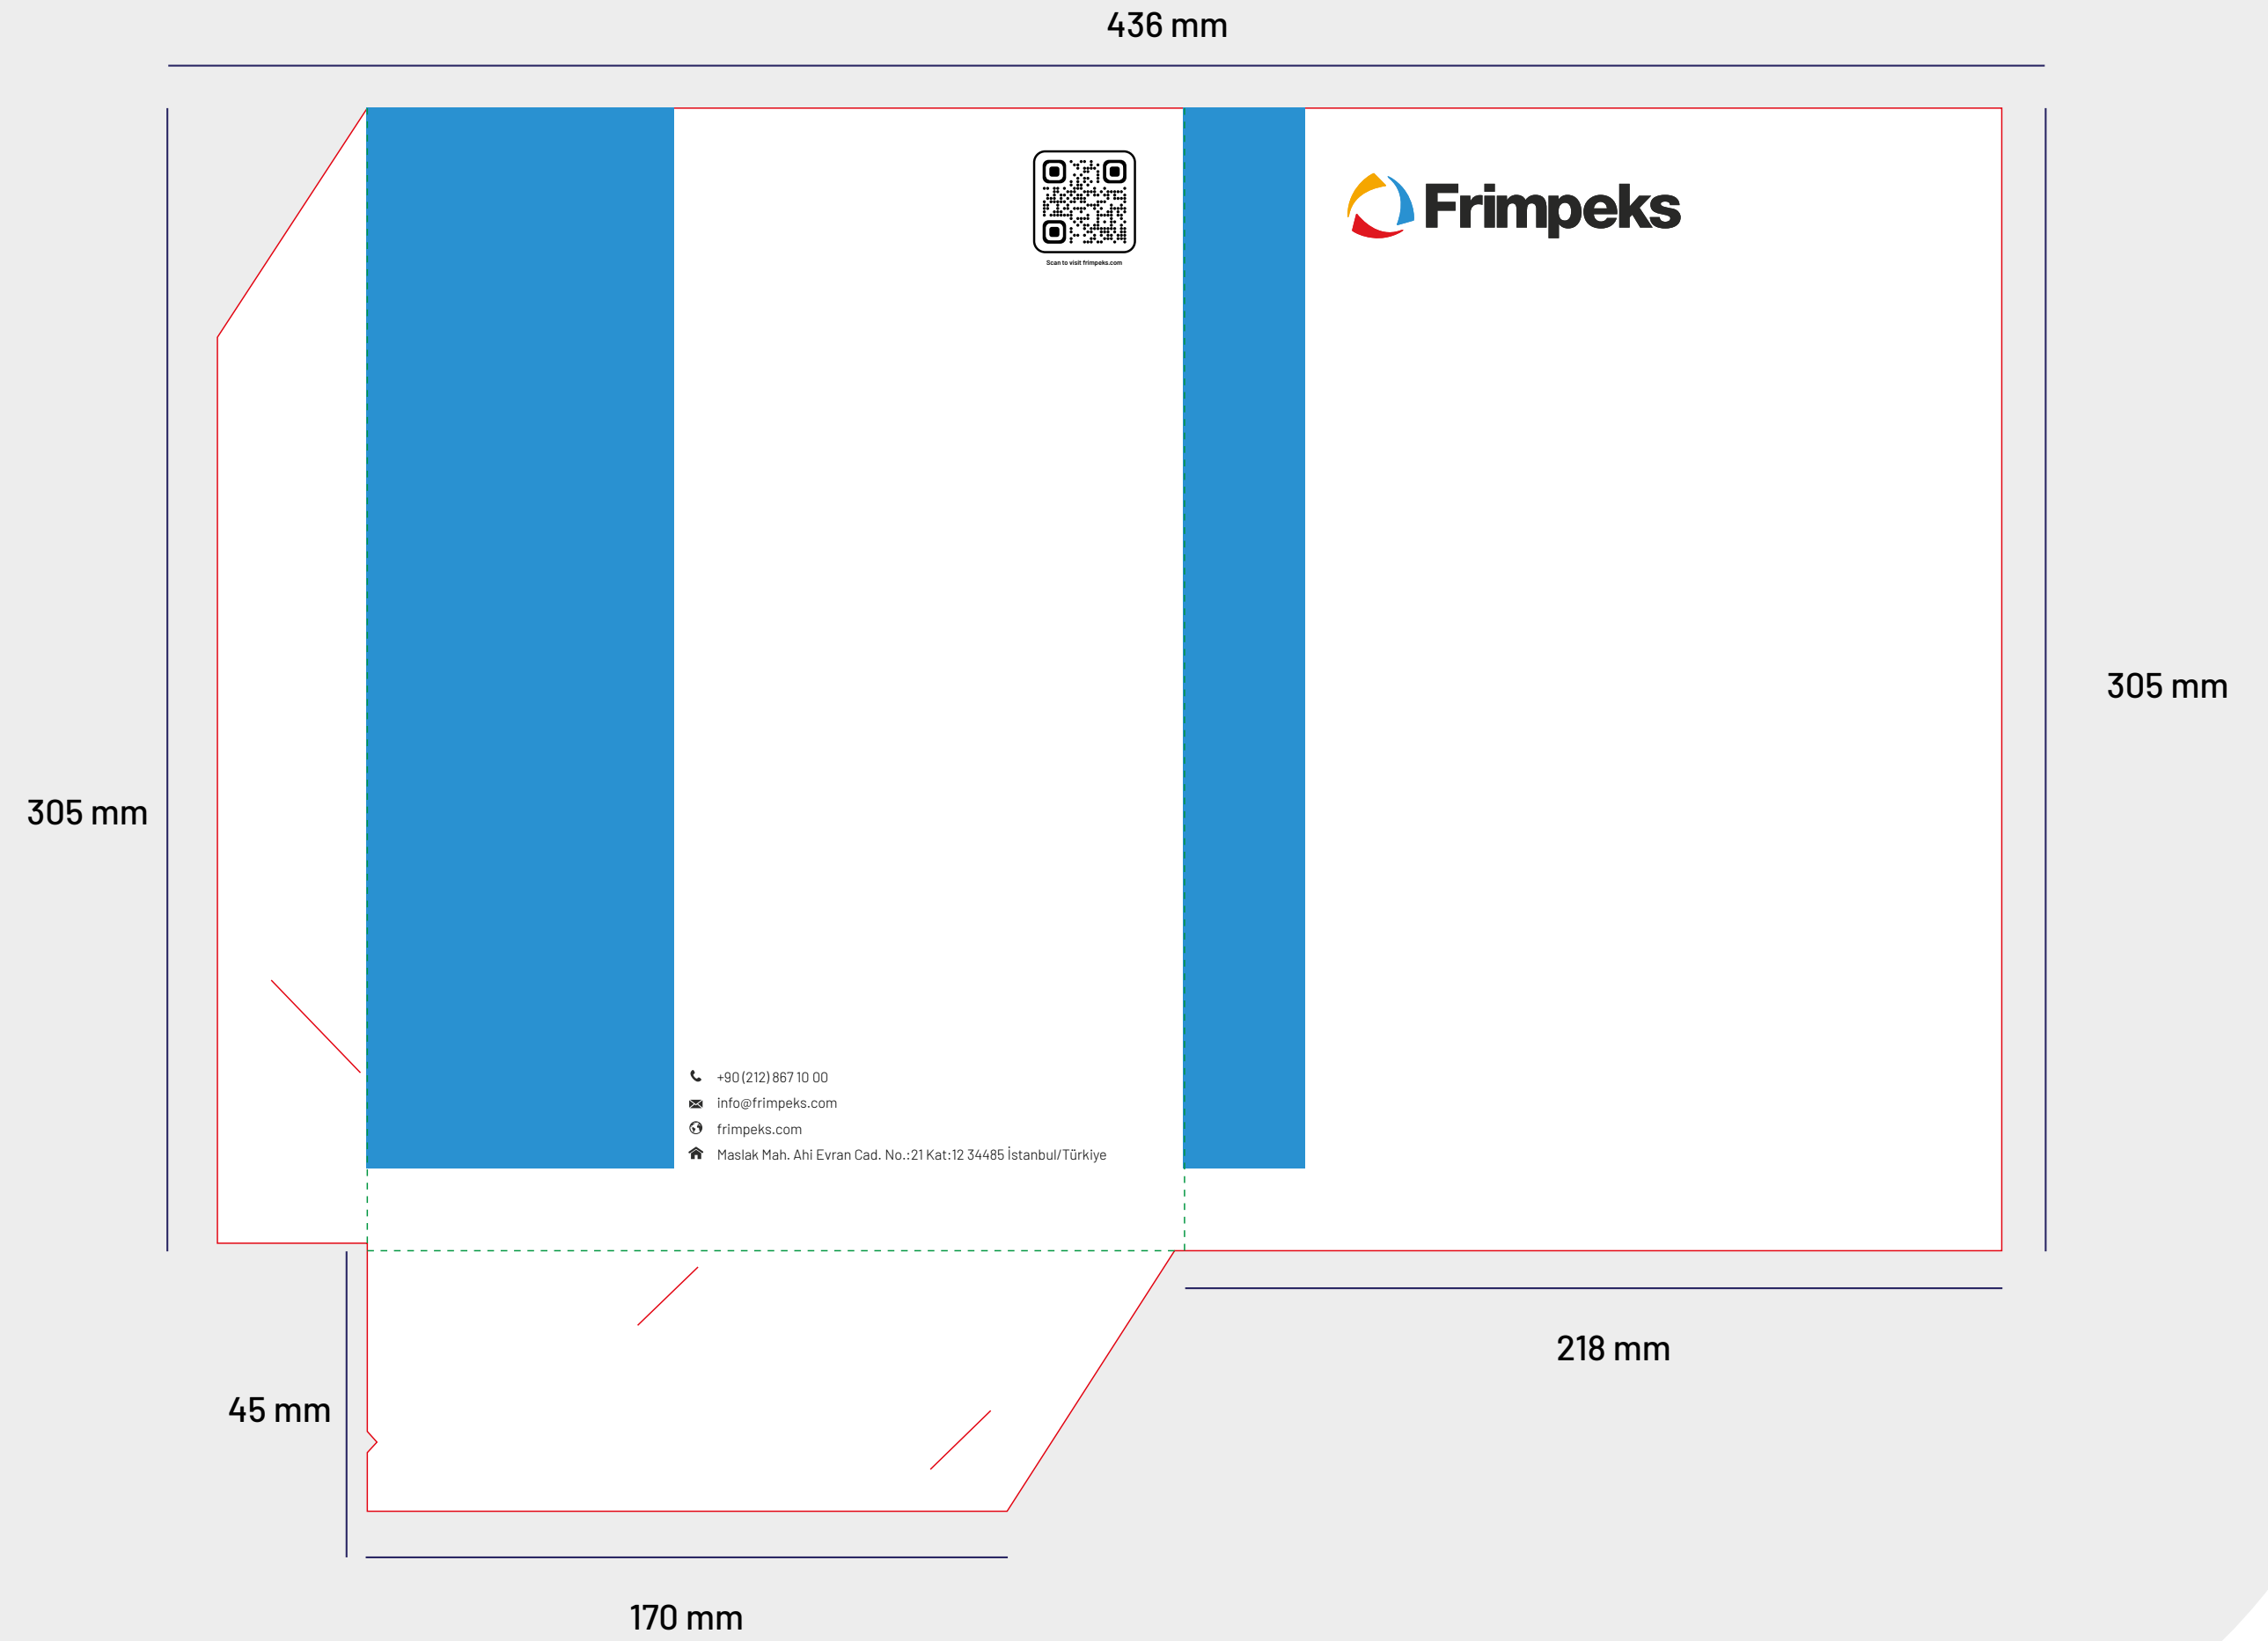 436 mm
Frimpeks
Scan to visit frimpeks.com
305 mm
305 mm
+90 (212) 867 10 00
info@frimpeks.com
frimpeks.com
Maslak Mah. Ahi Evran Cad. No.:21 Kat:12 34485 İstanbul/Türkiye
218 mm
45 mm
170 mm